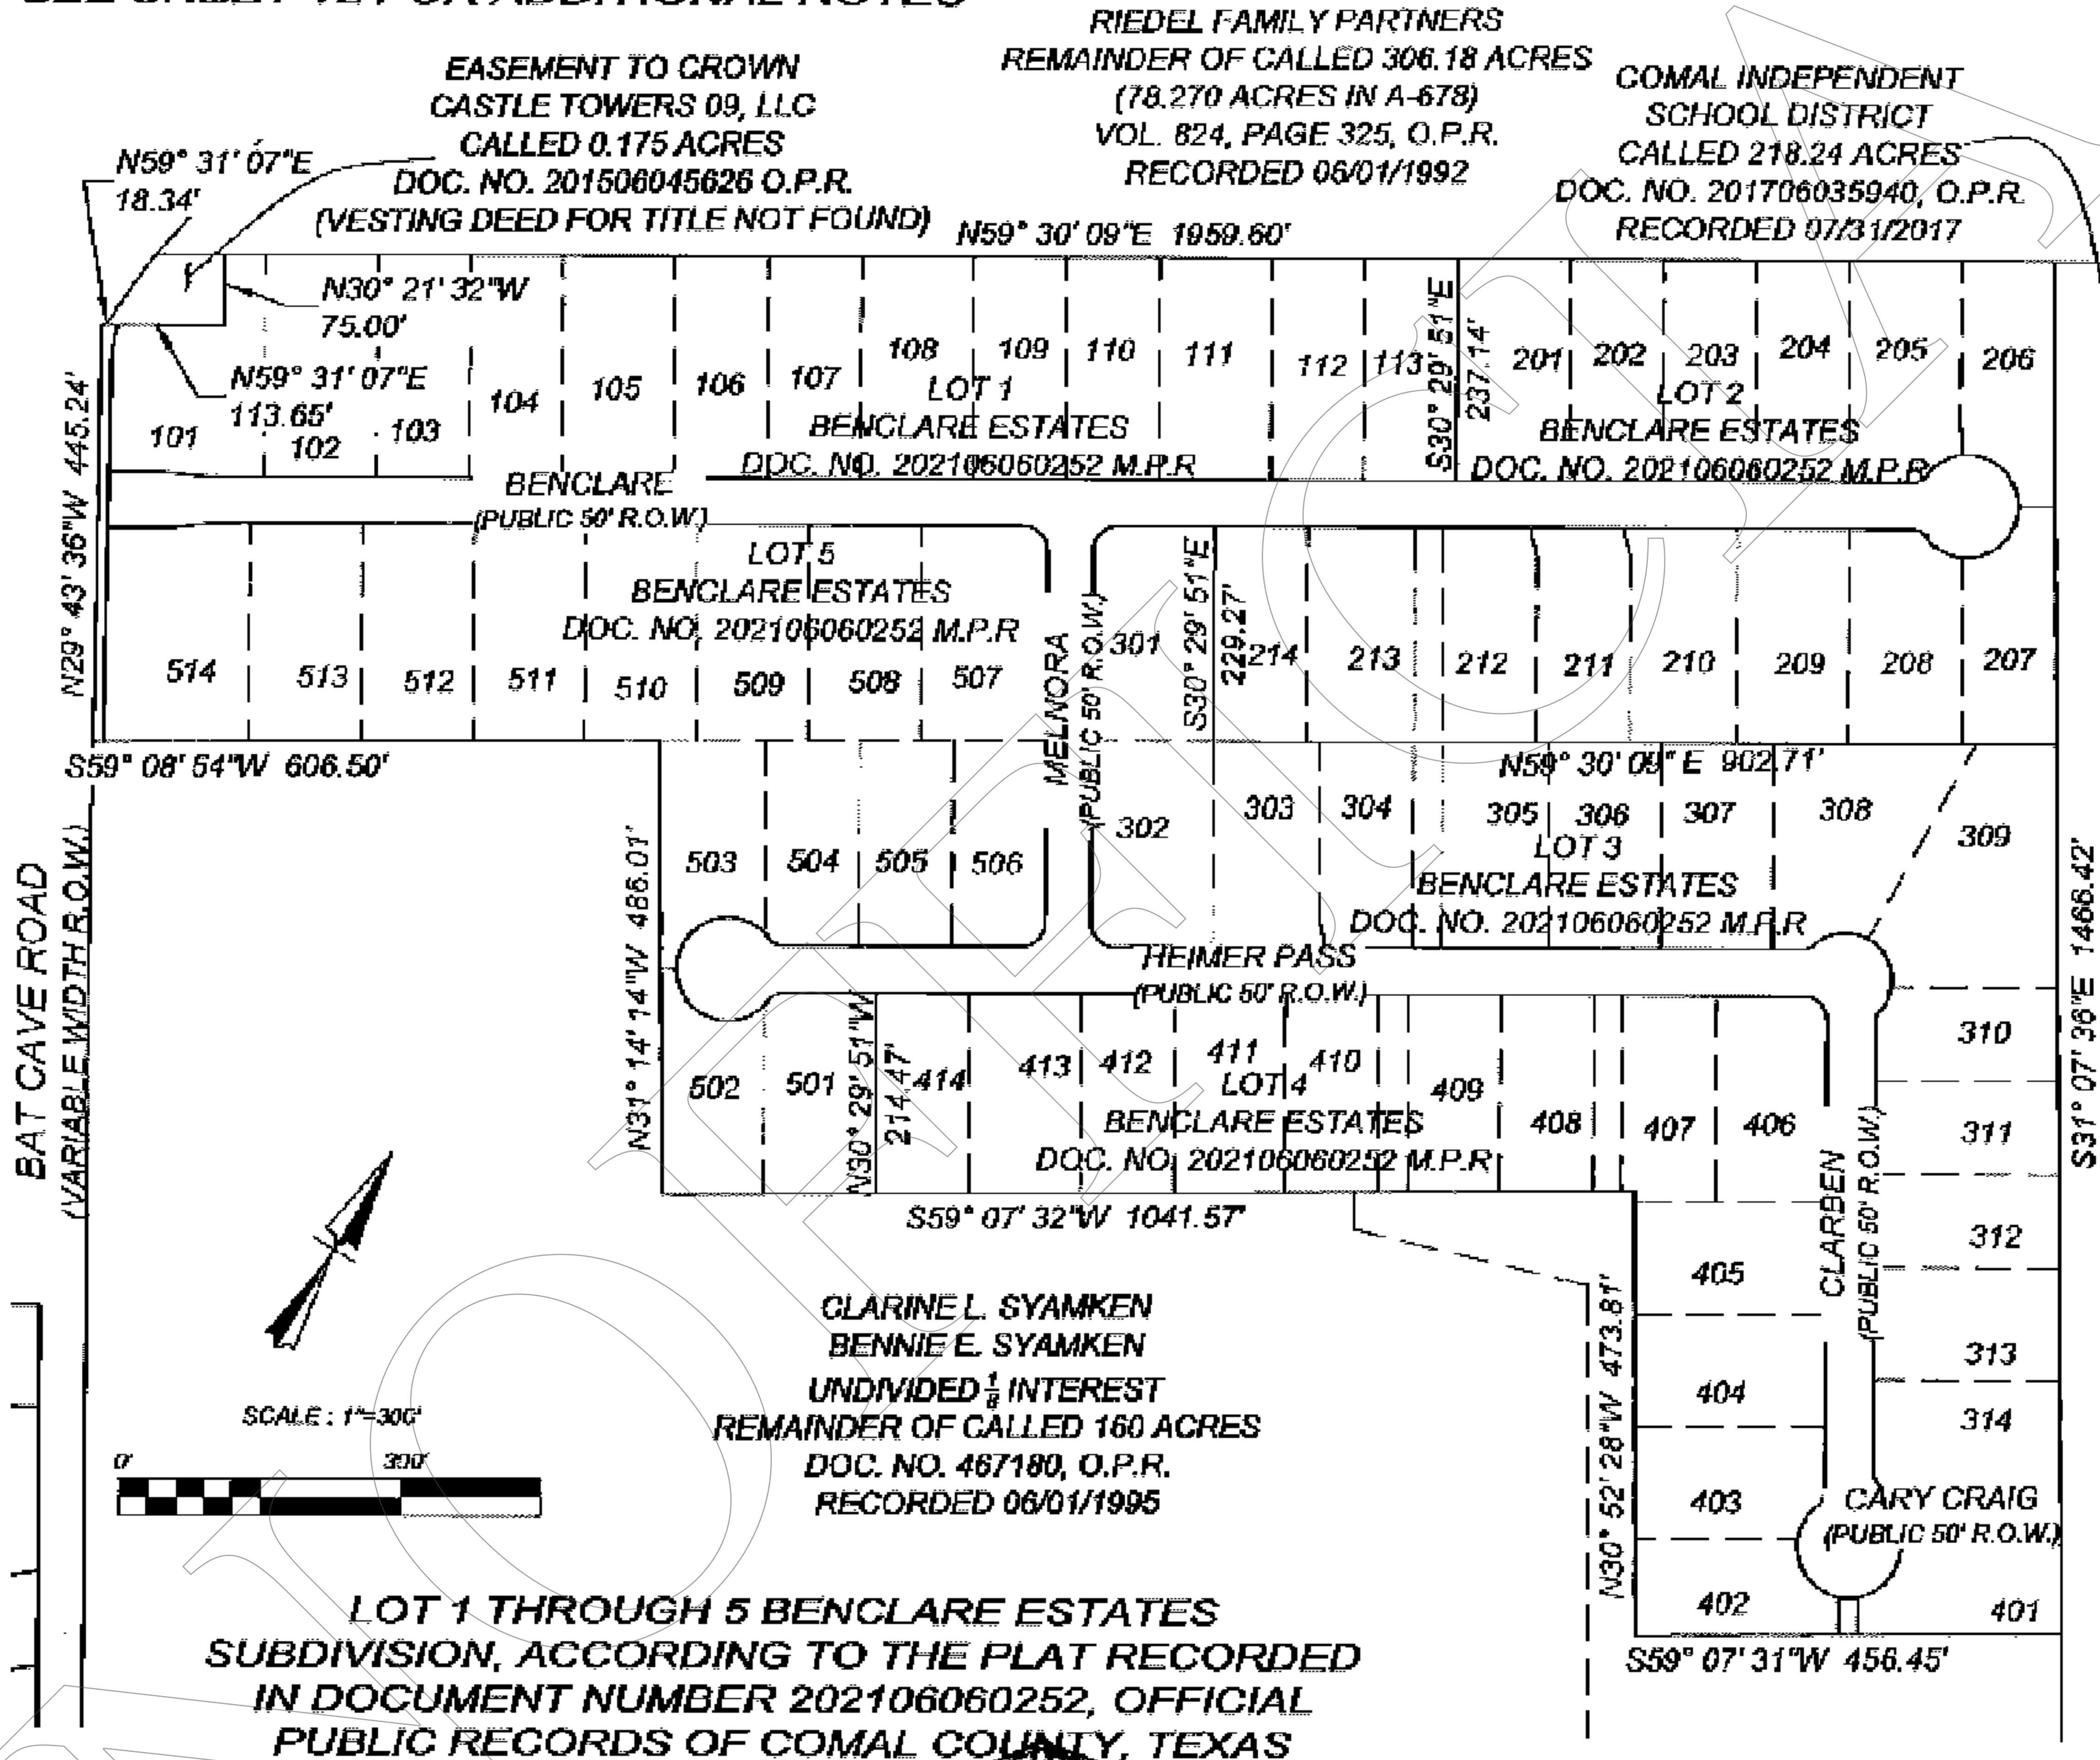 RIEDEL FAMILY PARTNERS
REMAINDER OF CALLED 306.18 ACRES
(78.270 ACRES IN A-678)
VOL. 824, PAGE 325, O.P.R.
RECORDED 06/01/1992
EASEMENT TO CROWN
CASTLE TOWERS 09, LLC
CALLED 0.175 ACRES
DOC. NO. 201506045626 O.P.R.
(VESTING DEED FOR TITLE NOT FOUND)
COMAL INDEPENDENT
SCHOOL DISTRICT
CALLED 218.24 ACRES
DOC. NO. 201706035940, O.P.R.
RECORDED 07/31/2017
N59° 31' 07"E
18.34'
N59° 30' 09"E 1959.60'
N30° 21' 32"W
75.00'
N59° 31' 07"E
113.65'
N29° 43' 36"W 445.24'
101
102
103
104
105
106
107
108
109
110
111
112
113
S30° 29' 51"E
237.14'
201
202
203
204
205
206
LOT 1
BENCLARE ESTATES
DOC. NO. 202106060252 M.P.R
LOT 2
BENCLARE ESTATES
DOC. NO. 202106060252 M.P.R
BENCLARE
(PUBLIC 50' R.O.W.)
LOT 5
BENCLARE ESTATES
DOC. NO. 202106060252 M.P.R
514
513
512
511
510
509
508
507
MELNORA
(PUBLIC 50' R.O.W.)
301
S30° 29' 51"E
229.27'
214
213
212
211
210
209
208
207
S59° 08' 54"W 606.50'
N59° 30' 09" E 902.71'
503
504
505
506
302
303
304
305
306
307
308
309
LOT 3
BENCLARE ESTATES
DOC. NO. 202106060252 M.P.R
BAT CAVE ROAD
(VARIABLE WIDTH R.O.W.)
N31° 14' 14"W 486.01'
S31° 07' 36"E 1466.42'
HEIMER PASS
(PUBLIC 50' R.O.W.)
502
501
N30° 29' 51"W
214.47'
414
413
412
411
410
409
408
407
406
LOT 4
BENCLARE ESTATES
DOC. NO. 202106060252 M.P.R
310
311
312
313
314
CLARBEN
(PUBLIC 50' R.O.W.)
S59° 07' 32"W 1041.57'
405
404
403
402
401
N30° 52' 28"W 473.81'
CLARINE L. SYAMKEN
BENNIE E. SYAMKEN
UNDIVIDED INTEREST
REMAINDER OF CALLED 160 ACRES
DOC. NO. 467180, O.P.R.
RECORDED 06/01/1995
SCALE : 1"=300'
0'
300'
CARY CRAIG
(PUBLIC 50' R.O.W.)
S59° 07' 31"W 456.45'
LOT 1 THROUGH 5 BENCLARE ESTATES
SUBDIVISION, ACCORDING TO THE PLAT RECORDED
IN DOCUMENT NUMBER 202106060252, OFFICIAL
PUBLIC RECORDS OF COMAL COUNTY, TEXAS